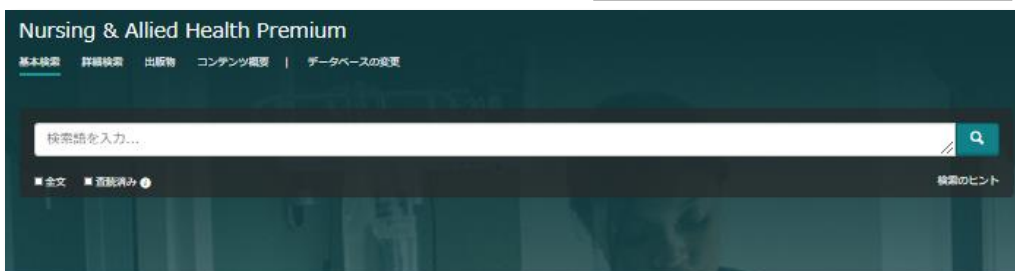 Nursing & Allied Health Premium
基本検索 詳細検索 出版物 コンテンツ概要 | データベースの変更
検索語を入力...
全文 査読済み
検索のヒント